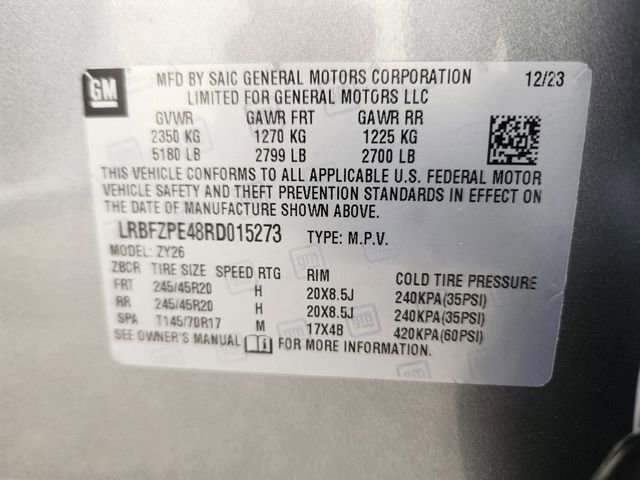 GM
MFD BY SAIC GENERAL MOTORS CORPORATION 12/23
LIMITED FOR GENERAL MOTORS LLC
GVWR GAWR FRT GAWR RR
2350 KG 1270 KG 1225 KG
5180 LB 2799 LB 2700 LB
THIS VEHICLE CONFORMS TO ALL APPLICABLE U.S. FEDERAL MOTOR
VEHICLE SAFETY AND THEFT PREVENTION STANDARDS IN EFFECT ON
THE DATE OF MANUFACTURE SHOWN ABOVE.
LRBFZPE48RD015273 TYPE: M.P.V.
MODEL: ZY26
ZBCR TIRE SIZE SPEED RTG RIM COLD TIRE PRESSURE
FRT 245/45R20 H 20X8.5J 240KPA(35PSI)
RR 245/45R20 H 20X8.5J 240KPA(35PSI)
SPA T145/70R17 M 17X4B 420KPA(60PSI)
SEE OWNER'S MANUAL FOR MORE INFORMATION.